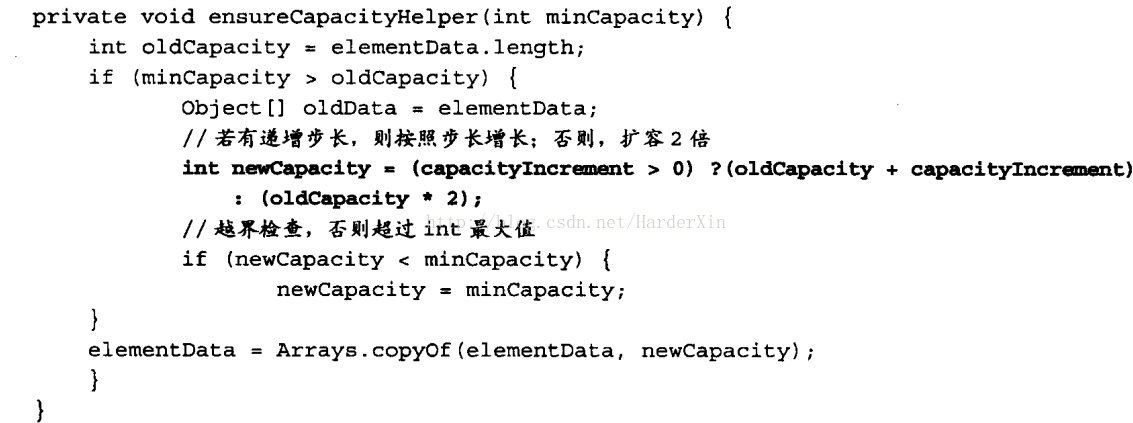 private void ensureCapacityHelper(int minCapacity) {
int oldCapacity = elementData.length;
if (minCapacity > oldCapacity) {
Object[] oldData = elementData;
//若有递增步长，则按照步长增长；否则，扩容2倍
int newCapacity = (capacityIncrement > 0) ?(oldCapacity + capacityIncrement)
: (oldCapacity * 2);
http://blog.csdn.net/HarderXin
//越界检查，否则超过int最大值
if (newCapacity < minCapacity) {
newCapacity = minCapacity;
}
elementData = Arrays.copyOf(elementData, newCapacity);
}
}